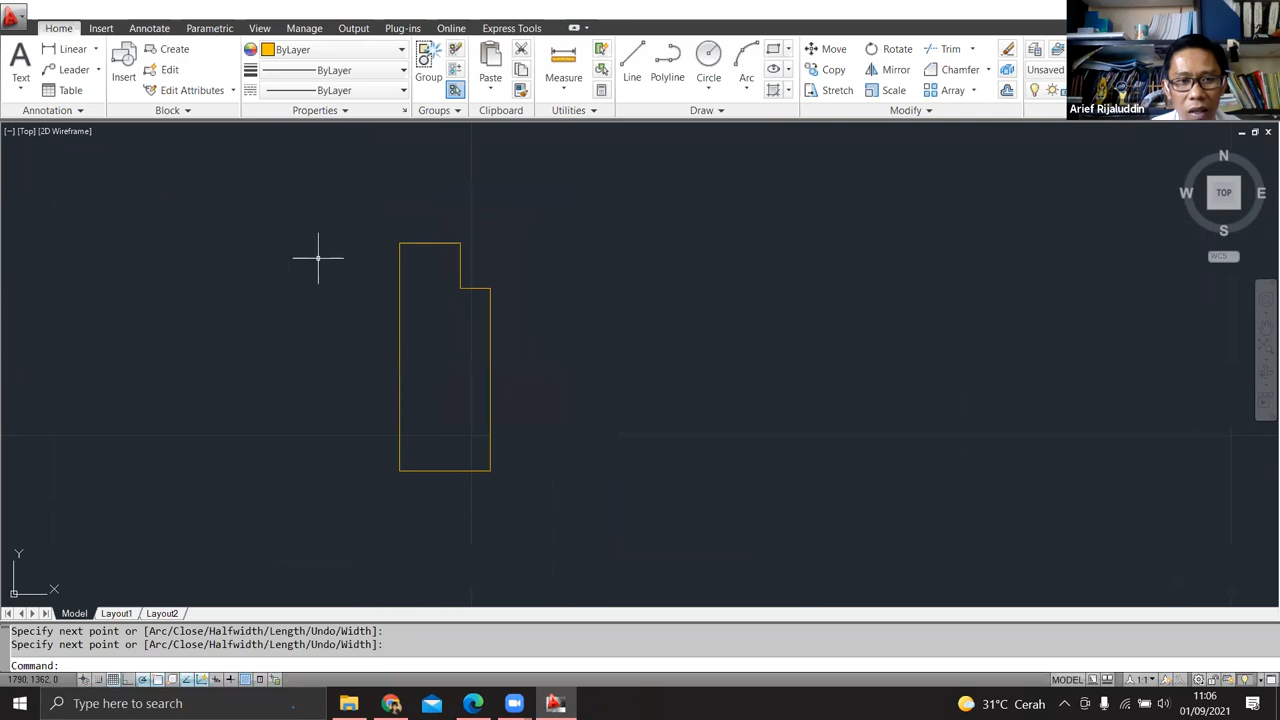 Home Insert Annotate Parametric View Manage Output Plug-ins Online Express Tools
A Linear Create ByLayer Move Rotate Trim
Text Leader Insert Edit ByLayer Group Paste Measure Line Polyline Circle Arc Copy Mirror Chamfer Unsaved
Table Edit Attributes ByLayer Stretch Scale Array
Annotation Block Properties Groups Clipboard Utilities Draw Modify
Arief Rijaluddin
[−] [Top] [2D Wireframe]
N
W TOP E
S
WCS
Y
X
Model Layout1 Layout2
Specify next point or [Arc/Close/Halfwidth/Length/Undo/Width]:
Specify next point or [Arc/Close/Halfwidth/Length/Undo/Width]:
Command:
1790, 1362, 0 MODEL 1:1
Type here to search 31°C Cerah 11:06
01/09/2021